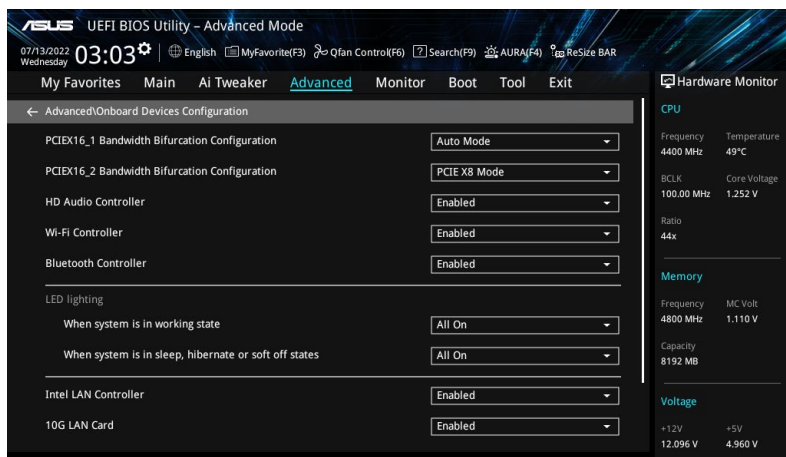 ASUS UEFI BIOS Utility – Advanced Mode
07/13/2022 Wednesday 03:03 English MyFavorite(F3) Qfan Control(F6) ? Search(F9) AURA(F4) ReSize BAR
My Favorites Main Ai Tweaker Advanced Monitor Boot Tool Exit
← Advanced\Onboard Devices Configuration
PCIEX16_1 Bandwidth Bifurcation Configuration Auto Mode
PCIEX16_2 Bandwidth Bifurcation Configuration PCIE X8 Mode
HD Audio Controller Enabled
Wi-Fi Controller Enabled
Bluetooth Controller Enabled
LED lighting
When system is in working state All On
When system is in sleep, hibernate or soft off states All On
Intel LAN Controller Enabled
10G LAN Card Enabled
Hardware Monitor
CPU
Frequency Temperature
4400 MHz 49°C
BCLK Core Voltage
100.00 MHz 1.252 V
Ratio
44x
Memory
Frequency MC Volt
4800 MHz 1.110 V
Capacity
8192 MB
Voltage
+12V +5V
12.096 V 4.960 V